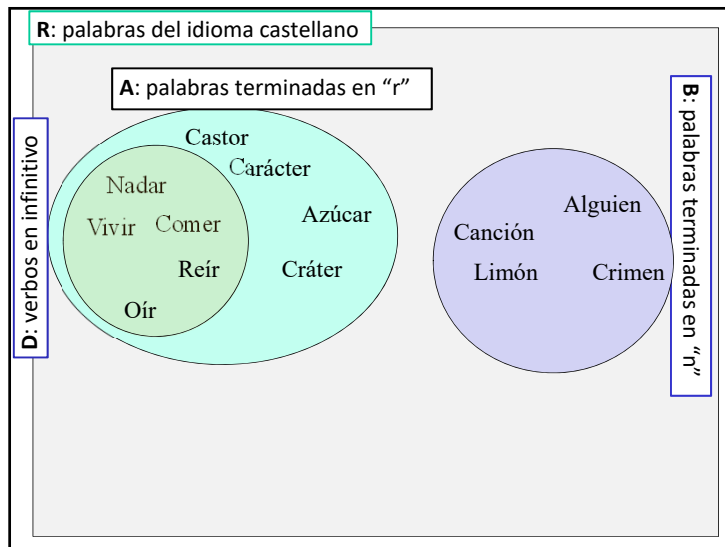 R: palabras del idioma castellano
A: palabras terminadas en “r”
D: verbos en infinitivo
Castor
Carácter
Nadar
Azúcar
Vivir
Comer
Reír
Cráter
Oír
B: palabras
terminadas en “n”
Alguien
Canción
Limón
Crimen